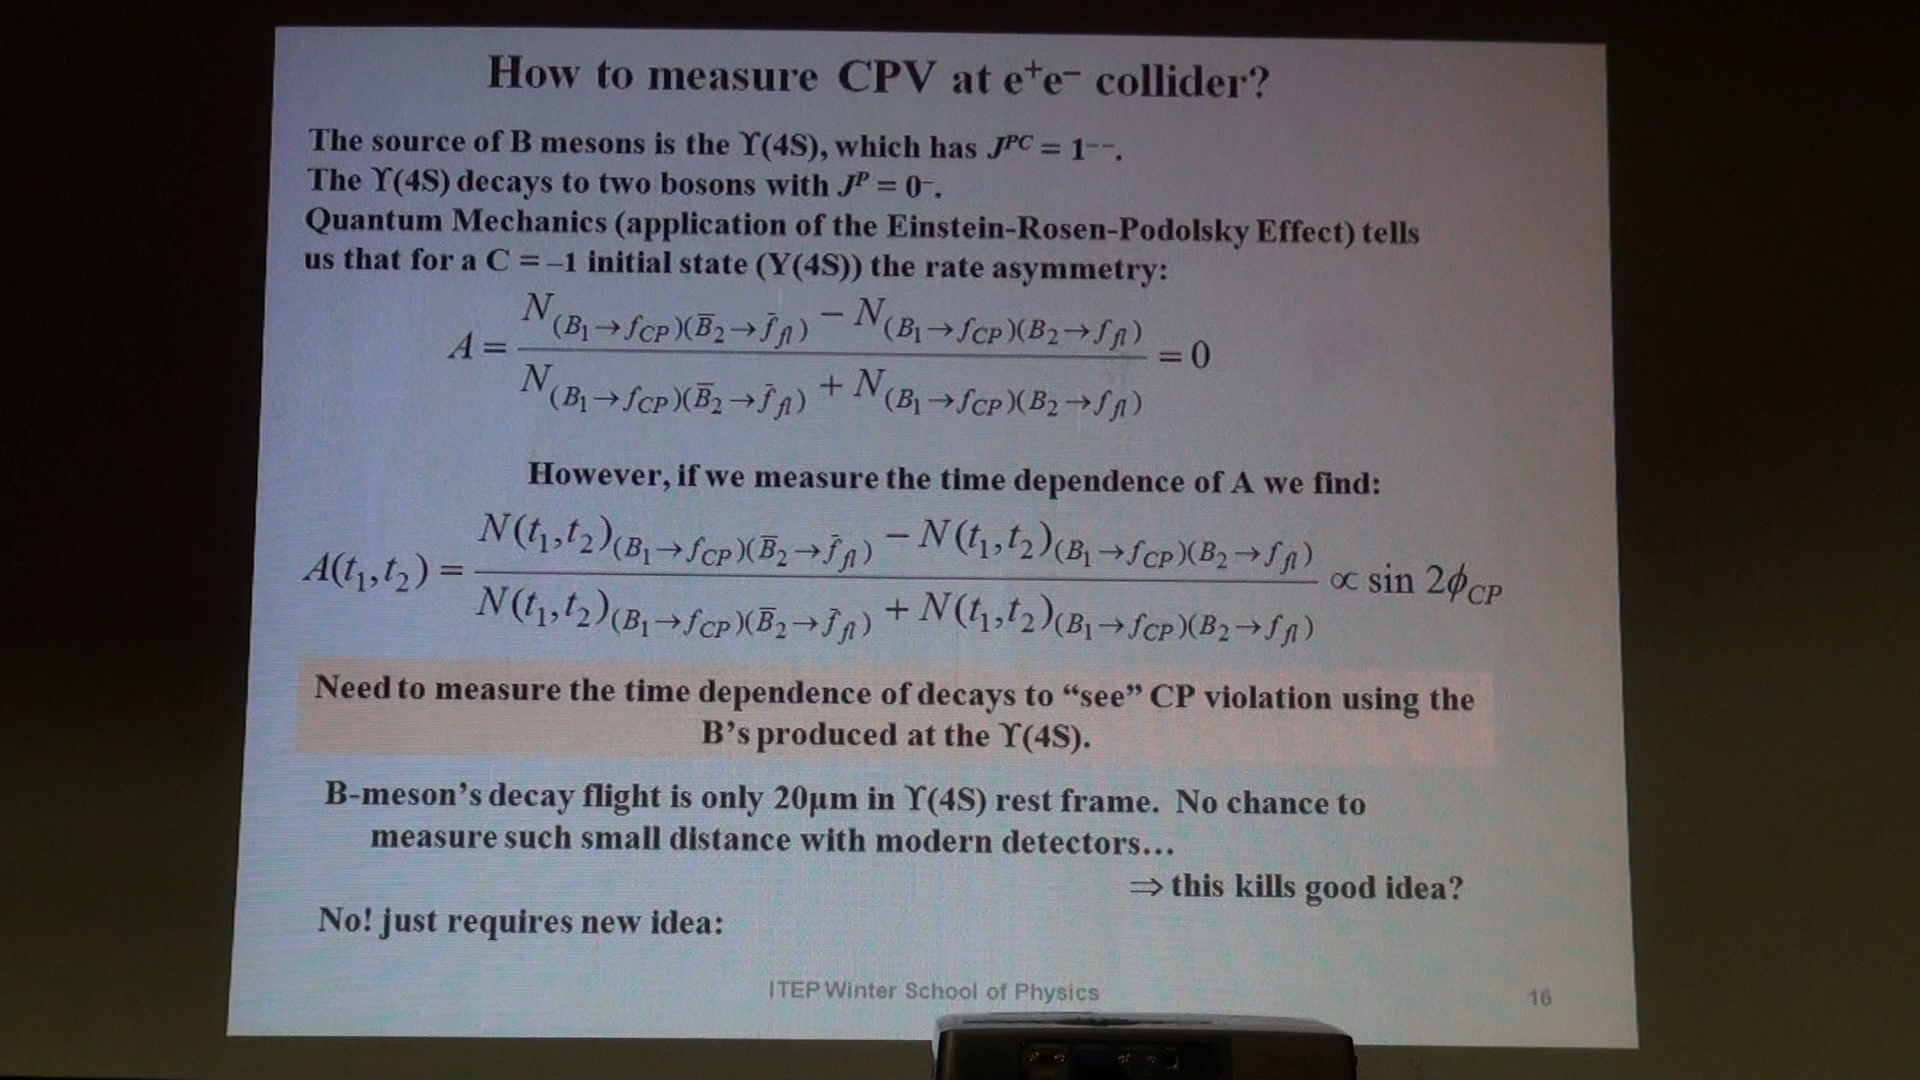 How to measure CPV at e⁺e⁻ collider?
The source of B mesons is the ϒ(4S), which has Jᴾᶜ = 1⁻⁻.
The ϒ(4S) decays to two bosons with Jᴾ = 0⁻.
Quantum Mechanics (application of the Einstein-Rosen-Podolsky Effect) tells
us that for a C = –1 initial state (Y(4S)) the rate asymmetry:
A = (N_{(B₁→f_CP)(B̄₂→f̄_fl)} − N_{(B₁→f_CP)(B₂→f_fl)}) / (N_{(B₁→f_CP)(B̄₂→f̄_fl)} + N_{(B₁→f_CP)(B₂→f_fl)}) = 0
However, if we measure the time dependence of A we find:
A(t₁,t₂) = (N(t₁,t₂)_{(B₁→f_CP)(B̄₂→f̄_fl)} − N(t₁,t₂)_{(B₁→f_CP)(B₂→f_fl)}) / (N(t₁,t₂)_{(B₁→f_CP)(B̄₂→f̄_fl)} + N(t₁,t₂)_{(B₁→f_CP)(B₂→f_fl)}) ∝ sin 2ϕ_CP
Need to measure the time dependence of decays to “see” CP violation using the
B’s produced at the ϒ(4S).
B-meson’s decay flight is only 20μm in ϒ(4S) rest frame. No chance to
measure such small distance with modern detectors…
⇒ this kills good idea?
No! just requires new idea:
ITEP Winter School of Physics
16